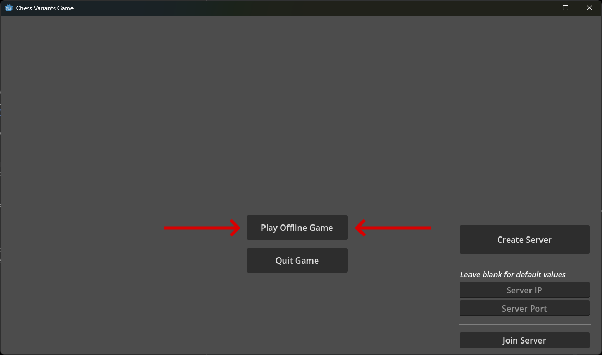 Chess Variants Game
Play Offline Game
Quit Game
Create Server
Leave blank for default values
Server IP
Server Port
Join Server